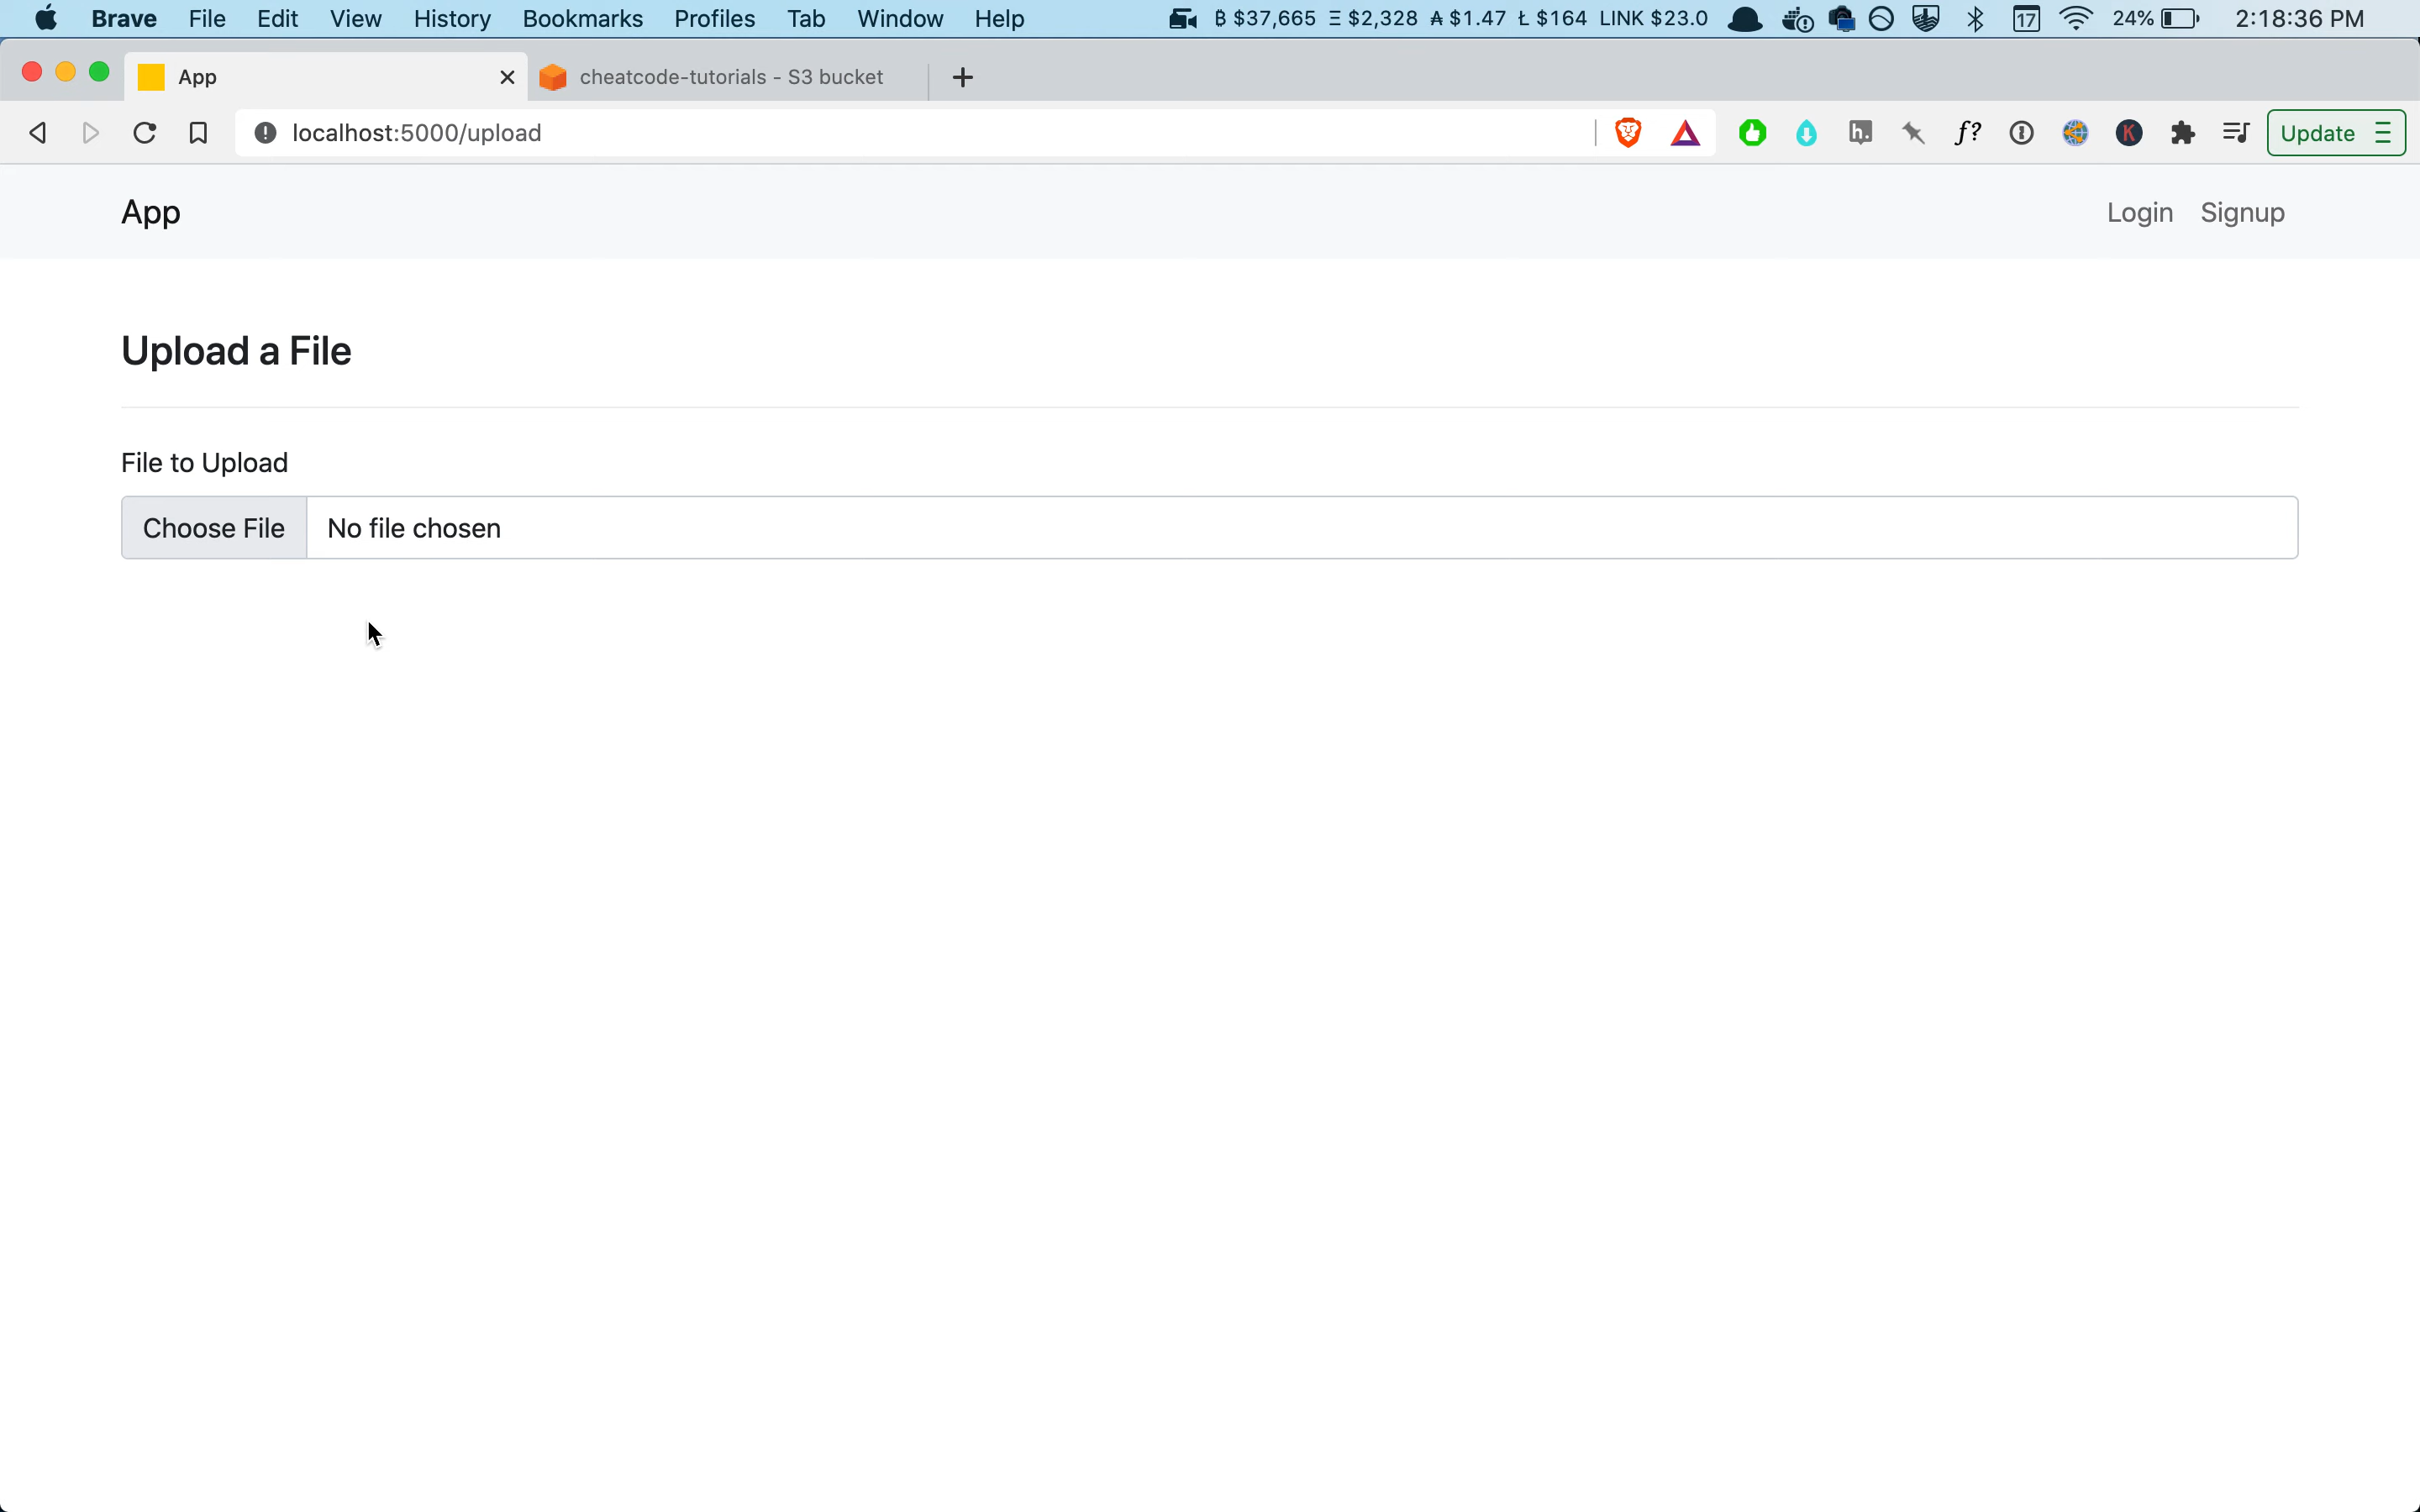 Brave File Edit View History Bookmarks Profiles Tab Window Help ₿ $37,665 Ξ $2,328 ₳ $1.47 Ł $164 LINK $23.0 17 24% 2:18:36 PM
App cheatcode-tutorials - S3 bucket
localhost:5000/upload h. f? K Update
App Login Signup
Upload a File
File to Upload
Choose File No file chosen